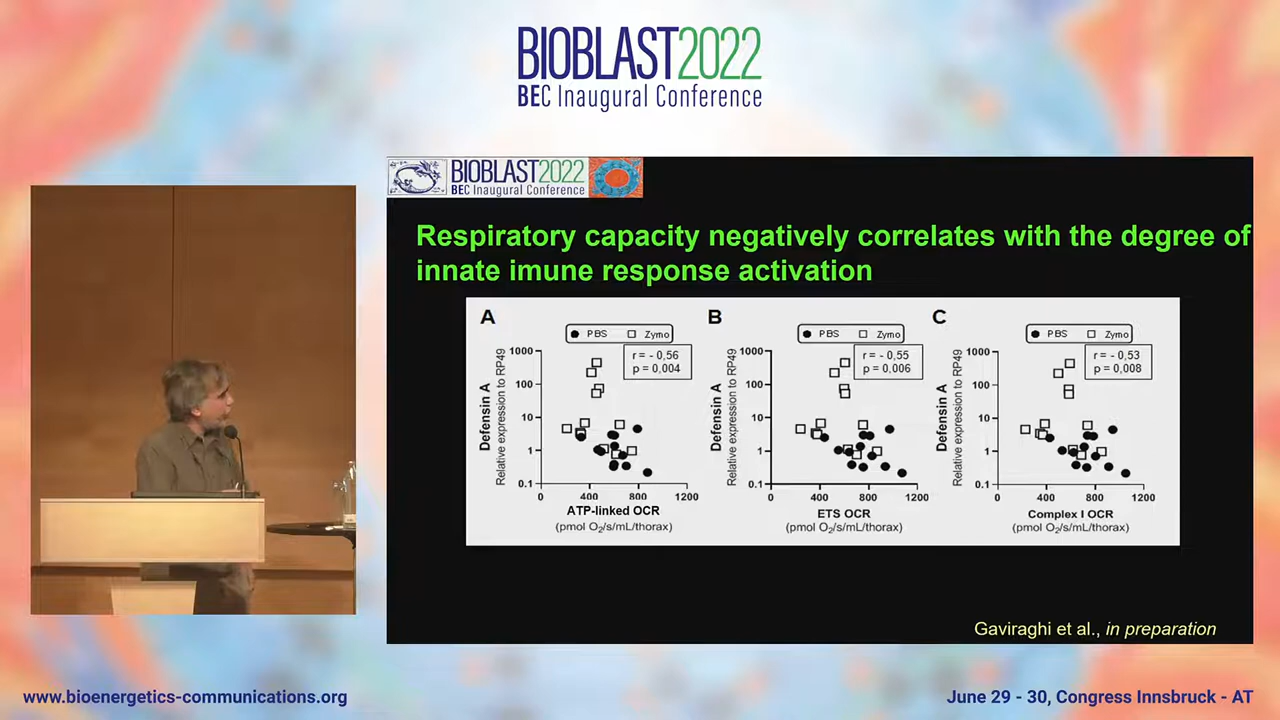 BIOBLAST2022
BEC Inaugural Conference
BIOBLAST2022
BEC Inaugural Conference
Respiratory capacity negatively correlates with the degree of
innate imune response activation
A
PBS Zymo
r = - 0,56
p = 0,004
Defensin A
Relative expression to RP49
1000
100
10
1
0.1
0 400 800 1200
ATP-linked OCR
(pmol O2/s/mL/thorax)
B
PBS Zymo
r = - 0,55
p = 0,006
Defensin A
Relative expression to RP49
1000
100
10
1
0.1
0 400 800 1200
ETS OCR
(pmol O2/s/mL/thorax)
C
PBS Zymo
r = - 0,53
p = 0,008
Defensin A
Relative expression to RP49
1000
100
10
1
0.1
0 400 800 1200
Complex I OCR
(pmol O2/s/mL/thorax)
Gaviraghi et al., in preparation
www.bioenergetics-communications.org
June 29 - 30, Congress Innsbruck - AT